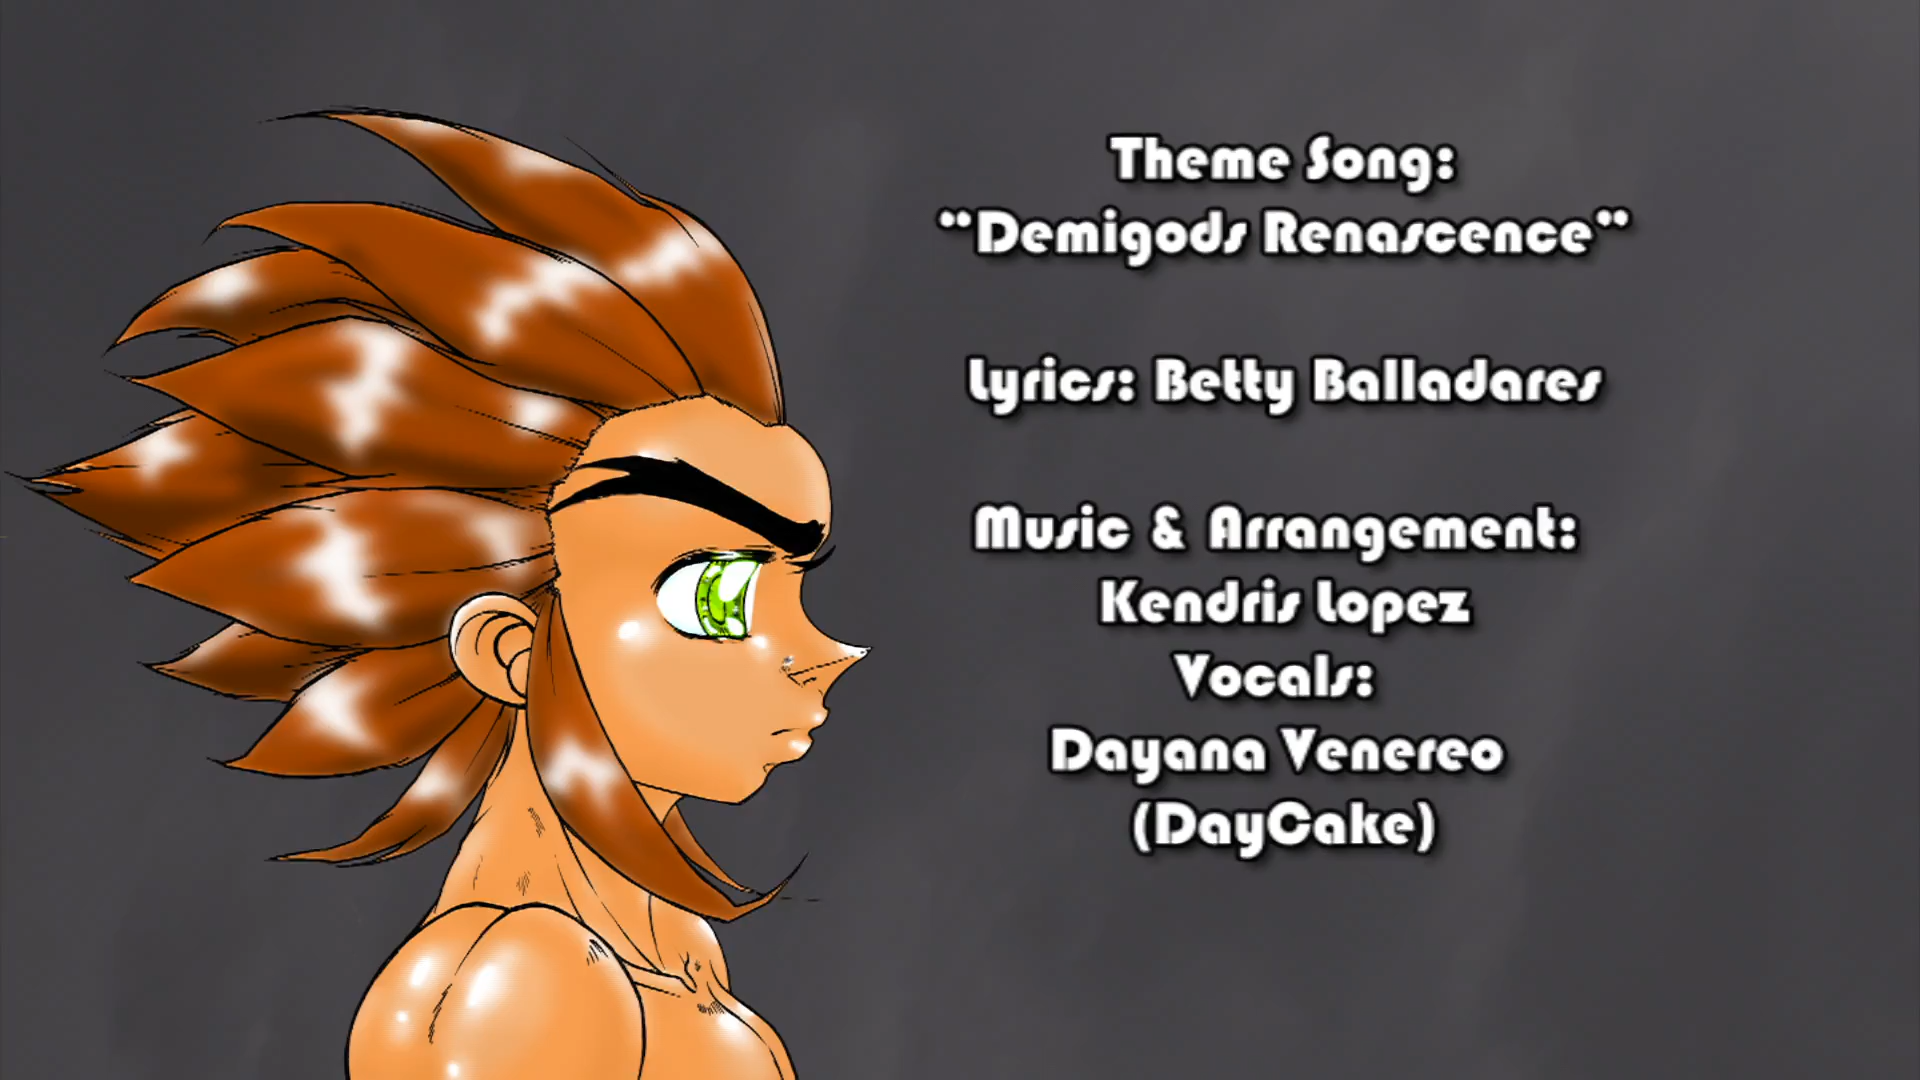 Theme Song:
“Demigods Renascence”
Lyrics: Betty Balladares
Music & Arrangement:
Kendris Lopez
Vocals:
Dayana Venereo
(DayCake)